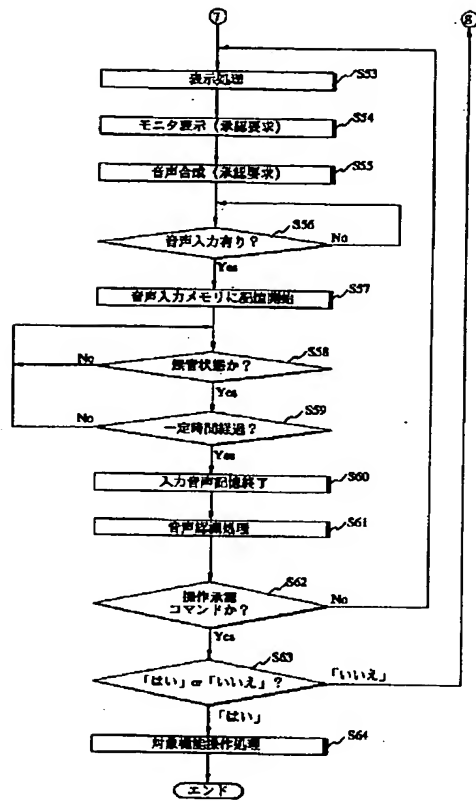 7
8
表示処理
S53
モニタ表示（承認要求）
S54
音声合成（承認要求）
S55
音声入力有り？
S56
No
Yes
音声入力メモリに記憶開始
S57
無音状態か？
S58
No
Yes
一定時間経過？
S59
No
Yes
入力音声記憶終了
S60
音声認識処理
S61
操作承認
コマンドか？
S62
No
Yes
「はい」or「いいえ」？
S63
「いいえ」
「はい」
対象機能操作処理
S64
エンド